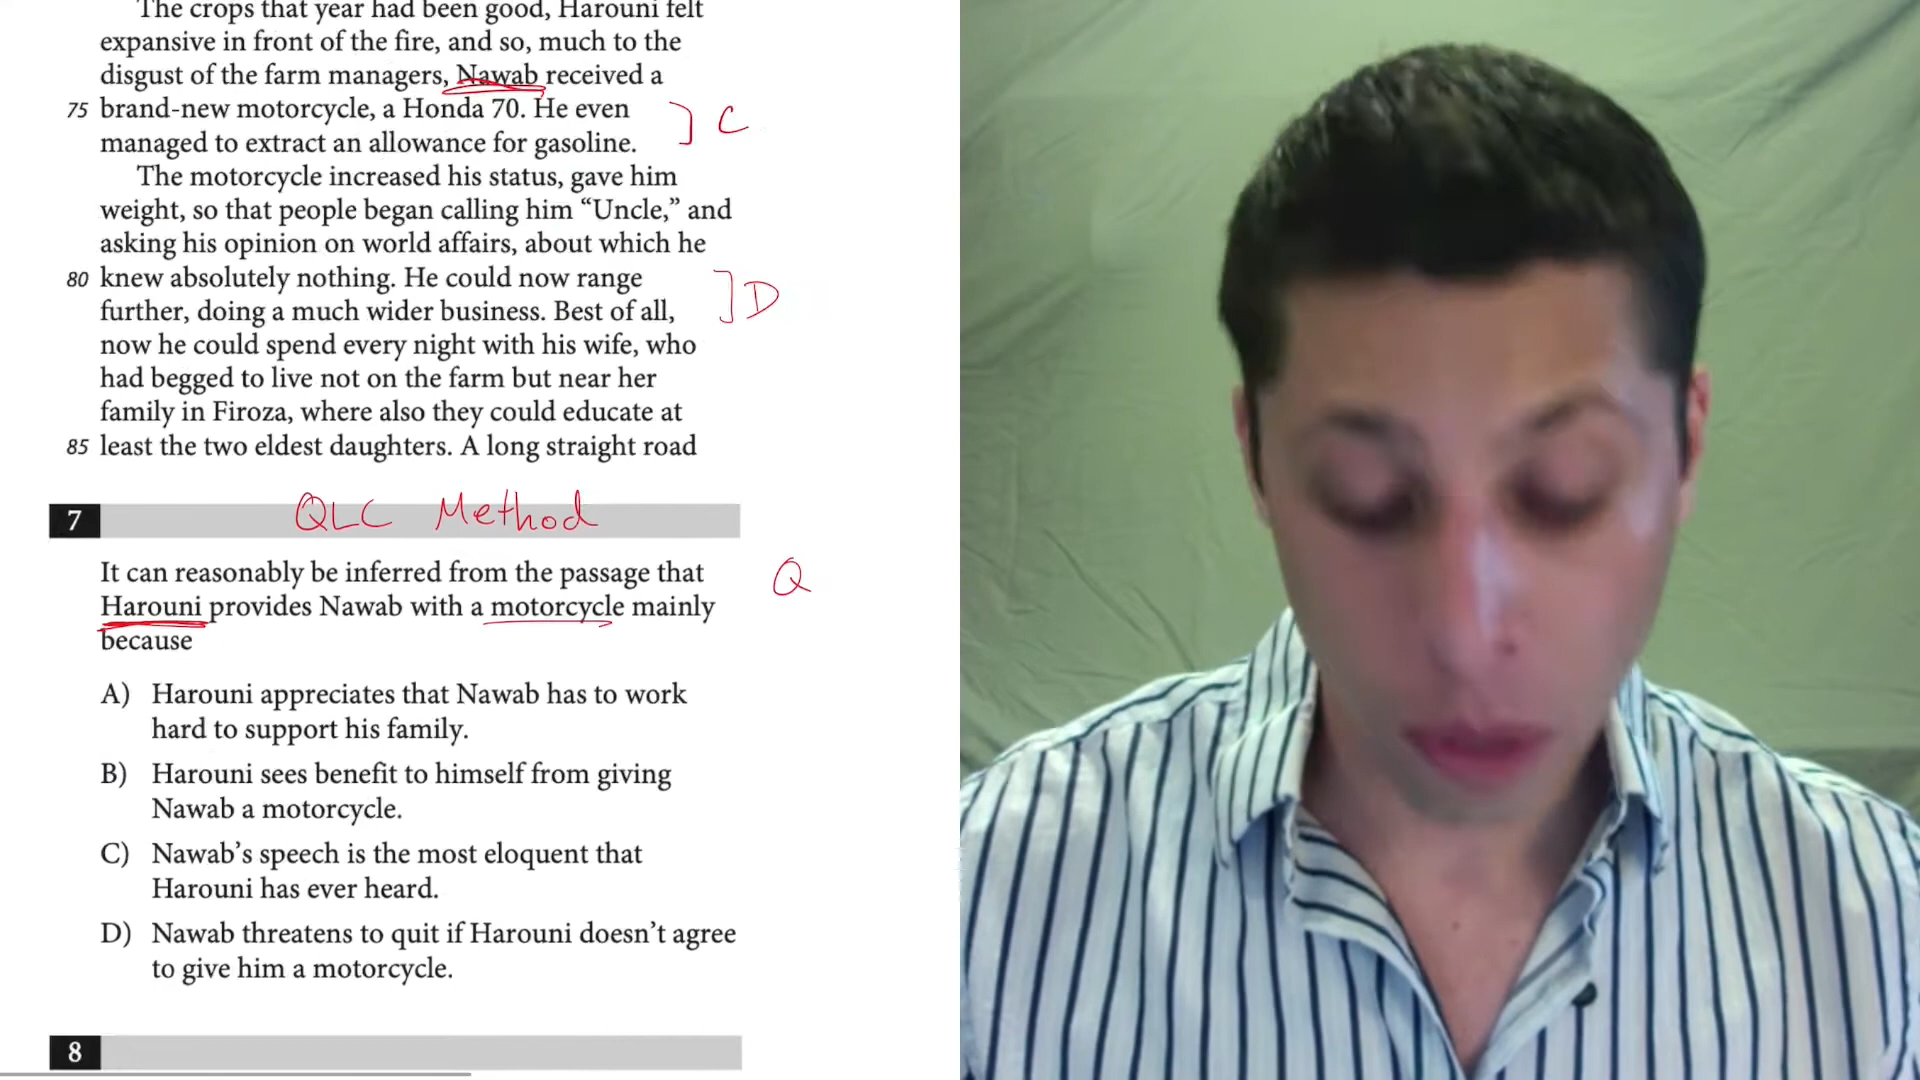 The crops that year had been good, Harouni felt
expansive in front of the fire, and so, much to the
disgust of the farm managers, Nawab received a
75 brand-new motorcycle, a Honda 70. He even
managed to extract an allowance for gasoline.
] C
The motorcycle increased his status, gave him
weight, so that people began calling him “Uncle,” and
asking his opinion on world affairs, about which he
80 knew absolutely nothing. He could now range
further, doing a much wider business. Best of all,
] D
now he could spend every night with his wife, who
had begged to live not on the farm but near her
family in Firoza, where also they could educate at
85 least the two eldest daughters. A long straight road
7 QLC Method
It can reasonably be inferred from the passage that
Q
Harouni provides Nawab with a motorcycle mainly
because
A) Harouni appreciates that Nawab has to work
hard to support his family.
B) Harouni sees benefit to himself from giving
Nawab a motorcycle.
C) Nawab’s speech is the most eloquent that
Harouni has ever heard.
D) Nawab threatens to quit if Harouni doesn’t agree
to give him a motorcycle.
8